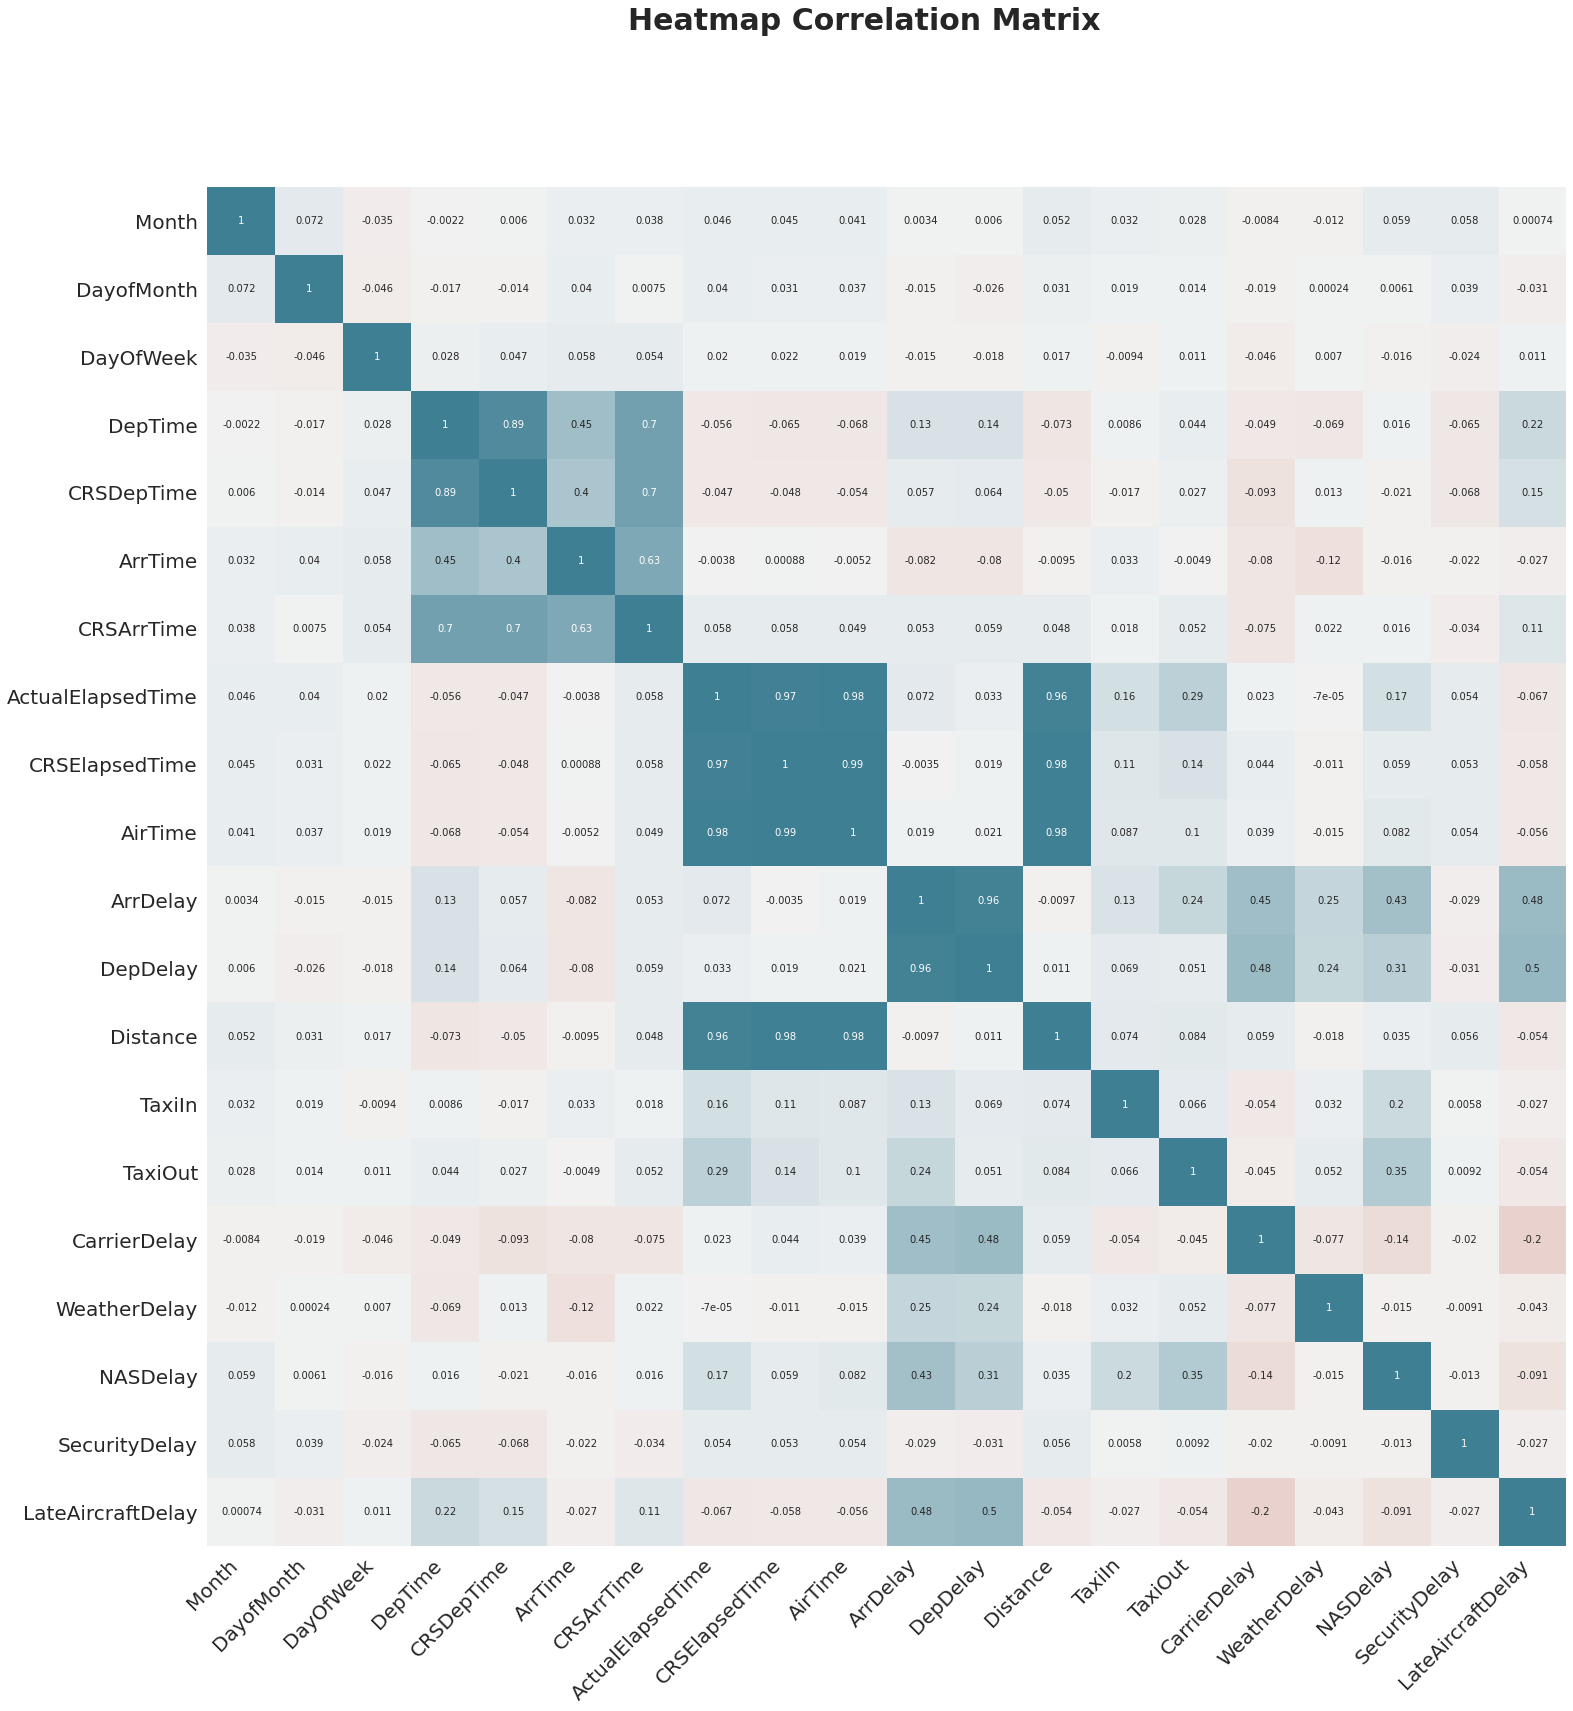 Heatmap Correlation Matrix
Month 1 0.072 -0.035 -0.0022 0.006 0.032 0.038 0.046 0.045 0.041 0.0034 0.006 0.052 0.032 0.028 -0.0084 -0.012 0.059 0.058 0.00074
DayofMonth 0.072 1 -0.046 -0.017 -0.014 0.04 0.0075 0.04 0.031 0.037 -0.015 -0.026 0.031 0.019 0.014 -0.019 0.00024 0.0061 0.039 -0.031
DayOfWeek -0.035 -0.046 1 0.028 0.047 0.058 0.054 0.02 0.022 0.019 -0.015 -0.018 0.017 -0.0094 0.011 -0.046 0.007 -0.016 -0.024 0.011
DepTime -0.0022 -0.017 0.028 1 0.89 0.45 0.7 -0.056 -0.065 -0.068 0.13 0.14 -0.073 0.0086 0.044 -0.049 -0.069 0.016 -0.065 0.22
CRSDepTime 0.006 -0.014 0.047 0.89 1 0.4 0.7 -0.047 -0.048 -0.054 0.057 0.064 -0.05 -0.017 0.027 -0.093 0.013 -0.021 -0.068 0.15
ArrTime 0.032 0.04 0.058 0.45 0.4 1 0.63 -0.0038 0.00088 -0.0052 -0.082 -0.08 -0.0095 0.033 -0.0049 -0.08 -0.12 -0.016 -0.022 -0.027
CRSArrTime 0.038 0.0075 0.054 0.7 0.7 0.63 1 0.058 0.058 0.049 0.053 0.059 0.048 0.018 0.052 -0.075 0.022 0.016 -0.034 0.11
ActualElapsedTime 0.046 0.04 0.02 -0.056 -0.047 -0.0038 0.058 1 0.97 0.98 0.072 0.033 0.96 0.16 0.29 0.023 -7e-05 0.17 0.054 -0.067
CRSElapsedTime 0.045 0.031 0.022 -0.065 -0.048 0.00088 0.058 0.97 1 0.99 -0.0035 0.019 0.98 0.11 0.14 0.044 -0.011 0.059 0.053 -0.058
AirTime 0.041 0.037 0.019 -0.068 -0.054 -0.0052 0.049 0.98 0.99 1 0.019 0.021 0.98 0.087 0.1 0.039 -0.015 0.082 0.054 -0.056
ArrDelay 0.0034 -0.015 -0.015 0.13 0.057 -0.082 0.053 0.072 -0.0035 0.019 1 0.96 -0.0097 0.13 0.24 0.45 0.25 0.43 -0.029 0.48
DepDelay 0.006 -0.026 -0.018 0.14 0.064 -0.08 0.059 0.033 0.019 0.021 0.96 1 0.011 0.069 0.051 0.48 0.24 0.31 -0.031 0.5
Distance 0.052 0.031 0.017 -0.073 -0.05 -0.0095 0.048 0.96 0.98 0.98 -0.0097 0.011 1 0.074 0.084 0.059 -0.018 0.035 0.056 -0.054
TaxiIn 0.032 0.019 -0.0094 0.0086 -0.017 0.033 0.018 0.16 0.11 0.087 0.13 0.069 0.074 1 0.066 -0.054 0.032 0.2 0.0058 -0.027
TaxiOut 0.028 0.014 0.011 0.044 0.027 -0.0049 0.052 0.29 0.14 0.1 0.24 0.051 0.084 0.066 1 -0.045 0.052 0.35 0.0092 -0.054
CarrierDelay -0.0084 -0.019 -0.046 -0.049 -0.093 -0.08 -0.075 0.023 0.044 0.039 0.45 0.48 0.059 -0.054 -0.045 1 -0.077 -0.14 -0.02 -0.2
WeatherDelay -0.012 0.00024 0.007 -0.069 0.013 -0.12 0.022 -7e-05 -0.011 -0.015 0.25 0.24 -0.018 0.032 0.052 -0.077 1 -0.015 -0.0091 -0.043
NASDelay 0.059 0.0061 -0.016 0.016 -0.021 -0.016 0.016 0.17 0.059 0.082 0.43 0.31 0.035 0.2 0.35 -0.14 -0.015 1 -0.013 -0.091
SecurityDelay 0.058 0.039 -0.024 -0.065 -0.068 -0.022 -0.034 0.054 0.053 0.054 -0.029 -0.031 0.056 0.0058 0.0092 -0.02 -0.0091 -0.013 1 -0.027
LateAircraftDelay 0.00074 -0.031 0.011 0.22 0.15 -0.027 0.11 -0.067 -0.058 -0.056 0.48 0.5 -0.054 -0.027 -0.054 -0.2 -0.043 -0.091 -0.027 1
Month DayofMonth DayOfWeek DepTime CRSDepTime ArrTime CRSArrTime ActualElapsedTime CRSElapsedTime AirTime ArrDelay DepDelay Distance TaxiIn TaxiOut CarrierDelay WeatherDelay NASDelay SecurityDelay LateAircraftDelay